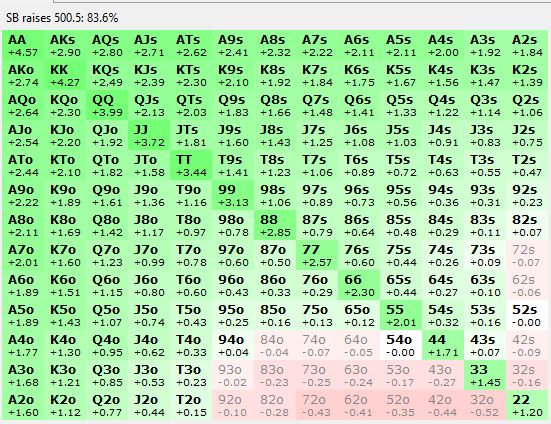 SB raises 500.5: 83.6%
AA AKs AQs AJs ATs A9s A8s A7s A6s A5s A4s A3s A2s
+4.57 +2.90 +2.80 +2.71 +2.62 +2.41 +2.32 +2.22 +2.11 +2.11 +2.00 +1.92 +1.84
AKo KK KQs KJs KTs K9s K8s K7s K6s K5s K4s K3s K2s
+2.74 +4.27 +2.49 +2.39 +2.30 +2.10 +1.92 +1.84 +1.75 +1.67 +1.56 +1.47 +1.39
AQo KQo QQ QJs QTs Q9s Q8s Q7s Q6s Q5s Q4s Q3s Q2s
+2.64 +2.30 +3.99 +2.13 +2.03 +1.83 +1.66 +1.48 +1.41 +1.33 +1.22 +1.14 +1.06
AJo KJo QJo JJ JTs J9s J8s J7s J6s J5s J4s J3s J2s
+2.54 +2.20 +1.92 +3.72 +1.81 +1.60 +1.43 +1.25 +1.08 +1.03 +0.91 +0.83 +0.75
ATo KTo QTo JTo TT T9s T8s T7s T6s T5s T4s T3s T2s
+2.44 +2.10 +1.82 +1.58 +3.44 +1.41 +1.23 +1.06 +0.89 +0.72 +0.63 +0.55 +0.47
A9o K9o Q9o J9o T9o 99 98s 97s 96s 95s 94s 93s 92s
+2.22 +1.89 +1.61 +1.36 +1.16 +3.13 +1.06 +0.89 +0.73 +0.56 +0.36 +0.31 +0.23
A8o K8o Q8o J8o T8o 98o 88 87s 86s 85s 84s 83s 82s
+2.11 +1.69 +1.42 +1.17 +0.97 +0.78 +2.85 +0.79 +0.64 +0.48 +0.29 +0.11 +0.07
A7o K7o Q7o J7o T7o 97o 87o 77 76s 75s 74s 73s 72s
+2.01 +1.60 +1.23 +0.99 +0.78 +0.60 +0.50 +2.57 +0.60 +0.44 +0.26 +0.09 -0.07
A6o K6o Q6o J6o T6o 96o 86o 76o 66 65s 64s 63s 62s
+1.89 +1.51 +1.15 +0.80 +0.60 +0.43 +0.33 +0.29 +2.30 +0.44 +0.27 +0.10 -0.06
A5o K5o Q5o J5o T5o 95o 85o 75o 65o 55 54s 53s 52s
+1.89 +1.43 +1.07 +0.74 +0.43 +0.25 +0.16 +0.13 +0.12 +2.01 +0.32 +0.16 -0.00
A4o K4o Q4o J4o T4o 94o 84o 74o 64o 54o 44 43s 42s
+1.77 +1.30 +0.95 +0.62 +0.33 +0.04 -0.04 -0.07 -0.05 -0.00 +1.71 +0.07 -0.09
A3o K3o Q3o J3o T3o 93o 83o 73o 63o 53o 43o 33 32s
+1.68 +1.21 +0.85 +0.53 +0.23 -0.02 -0.23 -0.25 -0.24 -0.17 -0.27 +1.45 -0.16
A2o K2o Q2o J2o T2o 92o 82o 72o 62o 52o 42o 32o 22
+1.60 +1.12 +0.77 +0.44 +0.15 -0.10 -0.28 -0.43 -0.41 -0.35 -0.44 -0.52 +1.20